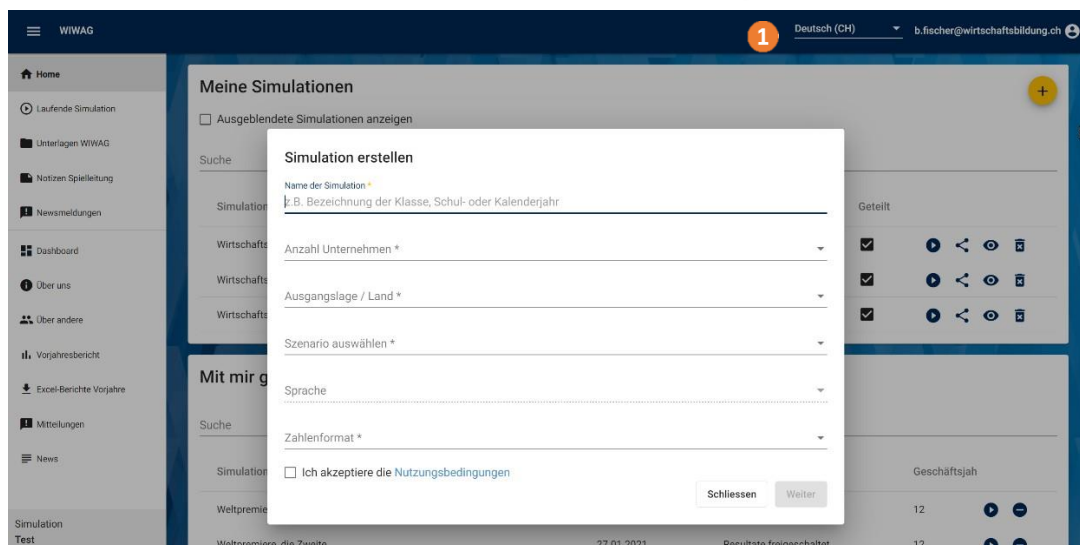 WIWAG
1
Deutsch (CH)
b.fischer@wirtschaftsbildung.ch
Home
Laufende Simulation
Unterlagen WIWAG
Notizen Spielleitung
Newsmeldungen
Dashboard
Über uns
Über andere
Vorjahresbericht
Excel-Berichte Vorjahre
Mitteilungen
News
Simulation
Test
Meine Simulationen
+
Ausgeblendete Simulationen anzeigen
Suche
Simulation
Geteilt
Wirtschafts
Wirtschafts
Wirtschafts
Simulation erstellen
Name der Simulation *
z.B. Bezeichnung der Klasse, Schul- oder Kalenderjahr
Anzahl Unternehmen *
Ausgangslage / Land *
Szenario auswählen *
Sprache
Zahlenformat *
Ich akzeptiere die Nutzungsbedingungen
Schliessen
Weiter
Mit mir g
Suche
Simulation
Geschäftsjah
Weltpremie
12
Weltpremiere, die Zweite
27.01.2021
Resultate freigeschaltet
12